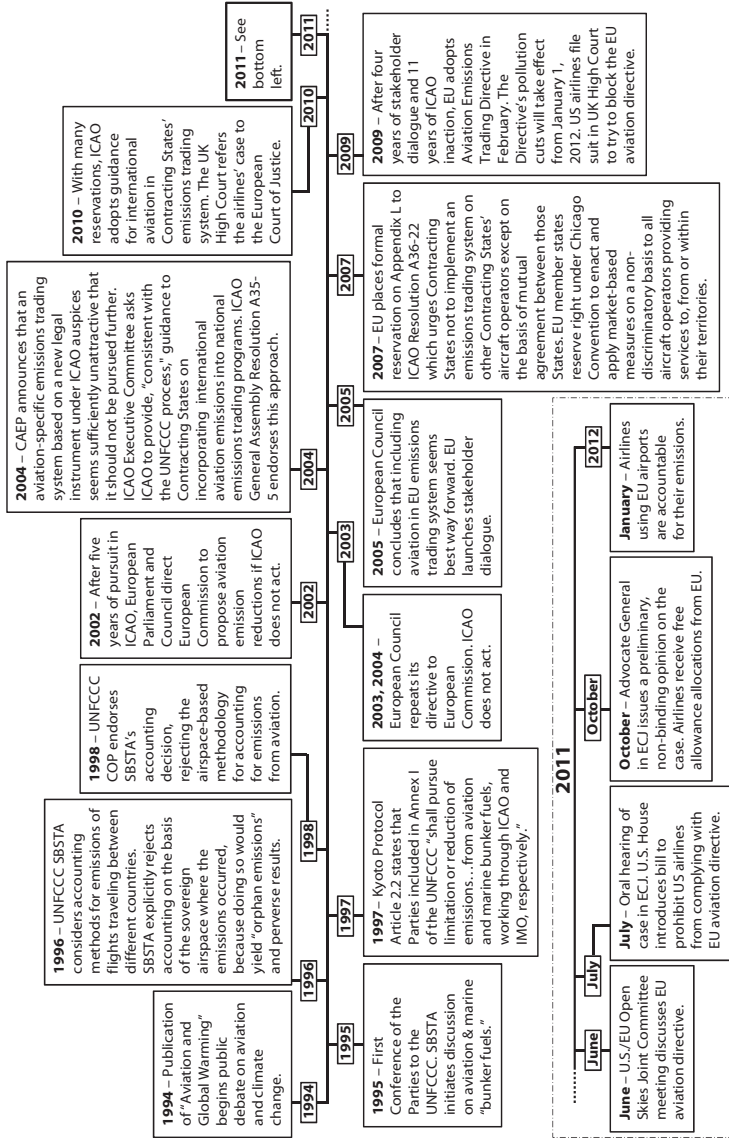 1994 – Publication
of "Aviation and
Global Warming"
begins public
debate on aviation
and climate
change.
1996 – UNFCCC SBSTA
considers accounting
methods for emissions of
flights traveling between
different countries.
SBSTA explicitly rejects
accounting on the basis
of the sovereign
airspace where the
emissions occurred,
because doing so would
yield "orphan emissions"
and perverse results.
1998 – UNFCCC
COP endorses
SBSTA's
accounting
decision,
rejecting the
airspace-based
methodology
for accounting
for emissions
from aviation.
2002 – After five
years of pursuit in
ICAO, European
Parliament and
Council direct
European
Commission to
propose aviation
emission
reductions if ICAO
does not act.
2004 – CAEP announces that an
aviation-specific emissions trading
system based on a new legal
instrument under ICAO auspices
seems sufficiently unattractive that
it should not be pursued further.
ICAO Executive Committee asks
ICAO to provide, "consistent with
the UNFCCC process," guidance to
Contracting States on
incorporating international
aviation emissions into national
emissions trading programs. ICAO
General Assembly Resolution A35-
5 endorses this approach.
2010 – With many
reservations, ICAO
adopts guidance
for international
aviation in
Contracting States'
emissions trading
system. The UK
High Court refers
the airlines' case to
the European
Court of Justice.
2011 – See
bottom
left.
1994
1995
1996
1997
1998
2002
2003
2004
2005
2007
2009
2010
2011
1995 – First
Conference of the
Parties to the
UNFCCC. SBSTA
initiates discussion
on aviation & marine
"bunker fuels."
1997 – Kyoto Protocol
Article 2.2 states that
Parties included in Annex I
of the UNFCCC "shall pursue
limitation or reduction of
emissions... from aviation
and marine bunker fuels,
working through ICAO and
IMO, respectively."
2003, 2004 –
European Council
repeats its
directive to
European
Commission. ICAO
does not act.
2005 – European Council
concludes that including
aviation in EU emissions
trading system seems
best way forward. EU
launches stakeholder
dialogue.
2007 – EU places formal
reservation on Appendix L to
ICAO Resolution A36-22
which urges Contracting
States not to implement an
emissions trading system on
other Contracting States'
aircraft operators except on
the basis of mutual
agreement between those
States. EU member states
reserve right under Chicago
Convention to enact and
apply market-based
measures on a non-
discriminatory basis to all
aircraft operators providing
services to, from or within
their territories.
2009 – After four
years of stakeholder
dialogue and 11
years of ICAO
inaction, EU adopts
Aviation Emissions
Trading Directive in
February. The
Directive's pollution
cuts will take effect
from January 1,
2012. US airlines file
suit in UK High Court
to try to block the EU
aviation directive.
2011
June
July
October
2012
June – U.S./EU Open
Skies Joint Committee
meeting discusses EU
aviation directive.
July – Oral hearing of
case in ECJ. U.S. House
introduces bill to
prohibit US airlines
from complying with
EU aviation directive.
October – Advocate General
in ECJ issues a preliminary,
non-binding opinion on the
case. Airlines receive free
allowance allocations from EU.
January – Airlines
using EU airports
are accountable
for their emissions.